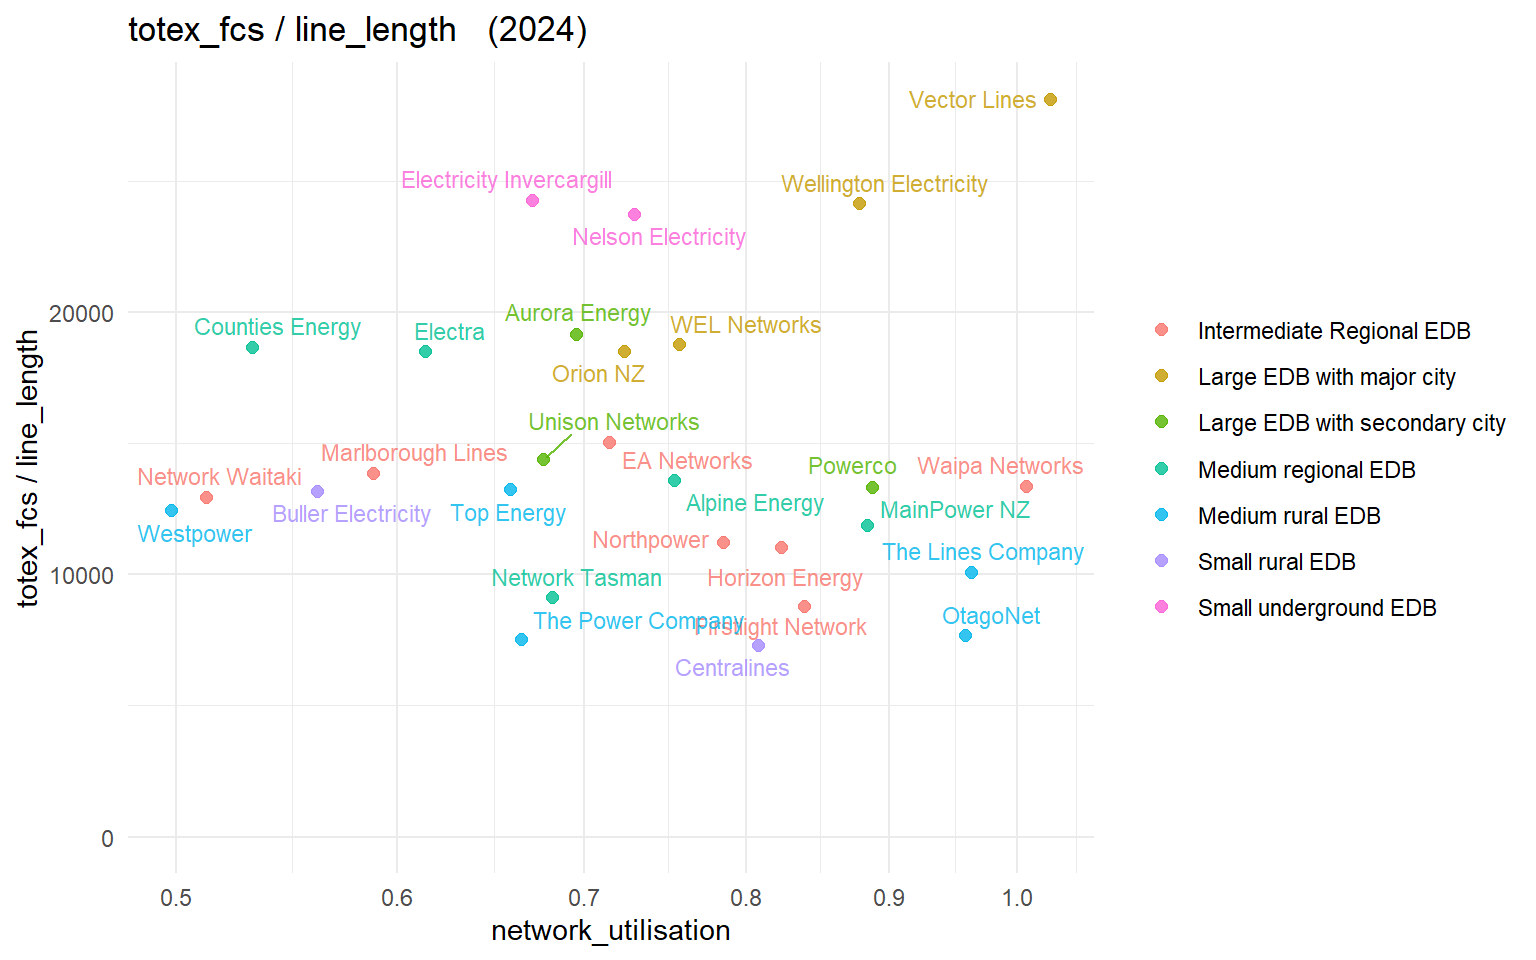 totex_fcs / line_length   (2024)
Vector Lines
Electricity Invercargill
Wellington Electricity
Nelson Electricity
20000
Aurora Energy
Counties Energy
Electra
WEL Networks
Orion NZ
Unison Networks
Marlborough Lines
EA Networks
Powerco
Waipa Networks
Network Waitaki
Buller Electricity
Top Energy
Alpine Energy
MainPower NZ
Westpower
Northpower
The Lines Company
10000
Network Tasman
Horizon Energy
The Power Company
Firstlight Network
OtagoNet
Centralines
0
0.5
0.6
0.7
0.8
0.9
1.0
network_utilisation
totex_fcs / line_length
Intermediate Regional EDB
Large EDB with major city
Large EDB with secondary city
Medium regional EDB
Medium rural EDB
Small rural EDB
Small underground EDB